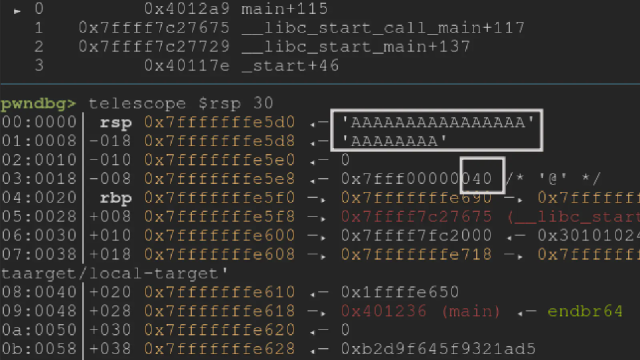 ► 0 0x4012a9 main+115
1 0x7ffff7c27675 __libc_start_call_main+117
2 0x7ffff7c27729 __libc_start_main+137
3 0x40117e _start+46
pwndbg> telescope $rsp 30
00:0000│ rsp 0x7fffffffe5d0 ◂— 'AAAAAAAAAAAAAAAA'
01:0008│-018 0x7fffffffe5d8 ◂— 'AAAAAAAA'
02:0010│-010 0x7fffffffe5e0 ◂— 0
03:0018│-008 0x7fffffffe5e8 ◂— 0x7fff00000040 /* '@' */
04:0020│ rbp 0x7fffffffe5f0 —▸ 0x7fffffffe690 —▸ 0x7ffffff
05:0028│+008 0x7fffffffe5f8 —▸ 0x7ffff7c27675 (__libc_start
06:0030│+010 0x7fffffffe600 —▸ 0x7ffff7fc2000 ◂— 0x30101024
07:0038│+018 0x7fffffffe608 —▸ 0x7fffffffe718 —▸ 0x7ffffff
taarget/local-target'
08:0040│+020 0x7fffffffe610 ◂— 0x1ffffe650
09:0048│+028 0x7fffffffe618 —▸ 0x401236 (main) ◂— endbr64
0a:0050│+030 0x7fffffffe620 ◂— 0
0b:0058│+038 0x7fffffffe628 ◂— 0xb2d9f645f9321ad5